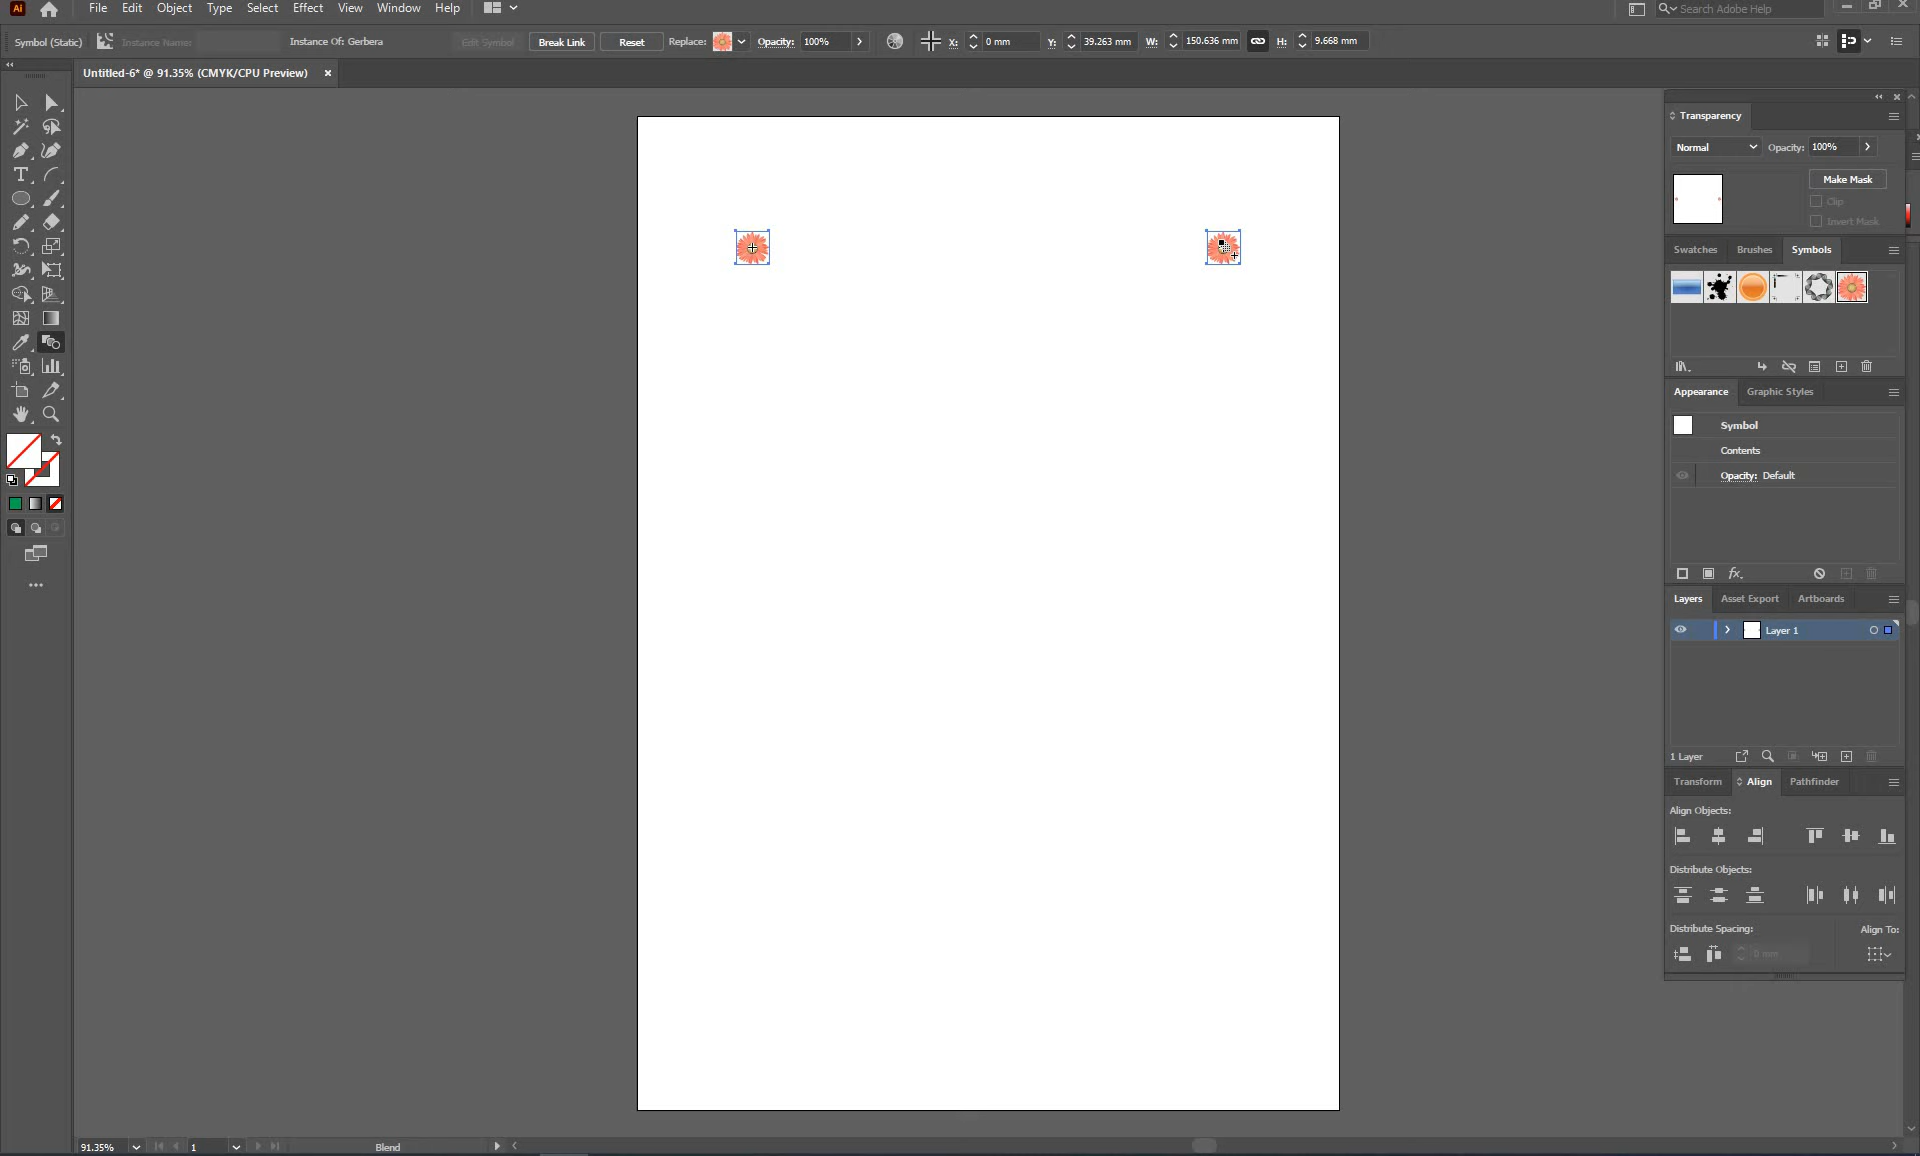 Ai File Edit Object Type Select Effect View Window Help Search Adobe Help
Symbol (Static) Instance Name: Instance Of: Gerbera Edit Symbol Break Link Reset Replace: Opacity: 100% X: 0 mm Y: 39.263 mm W: 150.636 mm H: 9.668 mm
Untitled-6* @ 91.35% (CMYK/CPU Preview)
Transparency
Normal Opacity: 100%
Make Mask
Clip
Invert Mask
Swatches Brushes Symbols
Appearance Graphic Styles
Symbol
Contents
Opacity: Default
fx
Layers Asset Export Artboards
Layer 1
1 Layer
Transform Align Pathfinder
Align Objects:
Distribute Objects:
Distribute Spacing: Align To:
0 mm
91.35% 1 Blend